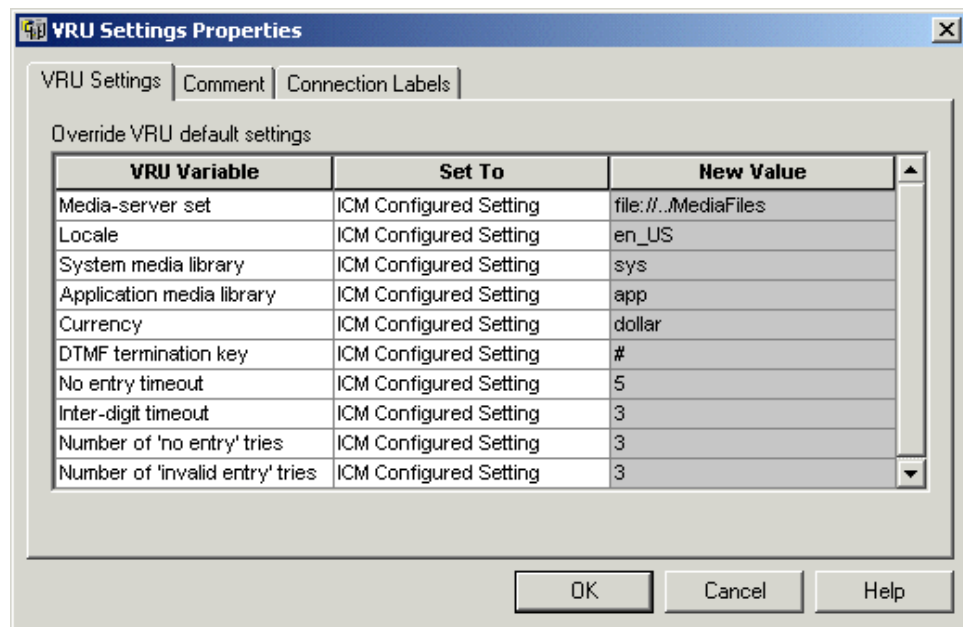 VRU Settings Properties
VRU Settings Comment Connection Labels
Override VRU default settings
VRU Variable Set To New Value
Media-server set ICM Configured Setting file://../MediaFiles
Locale ICM Configured Setting en_US
System media library ICM Configured Setting sys
Application media library ICM Configured Setting app
Currency ICM Configured Setting dollar
DTMF termination key ICM Configured Setting #
No entry timeout ICM Configured Setting 5
Inter-digit timeout ICM Configured Setting 3
Number of 'no entry' tries ICM Configured Setting 3
Number of 'invalid entry' tries ICM Configured Setting 3
OK Cancel Help